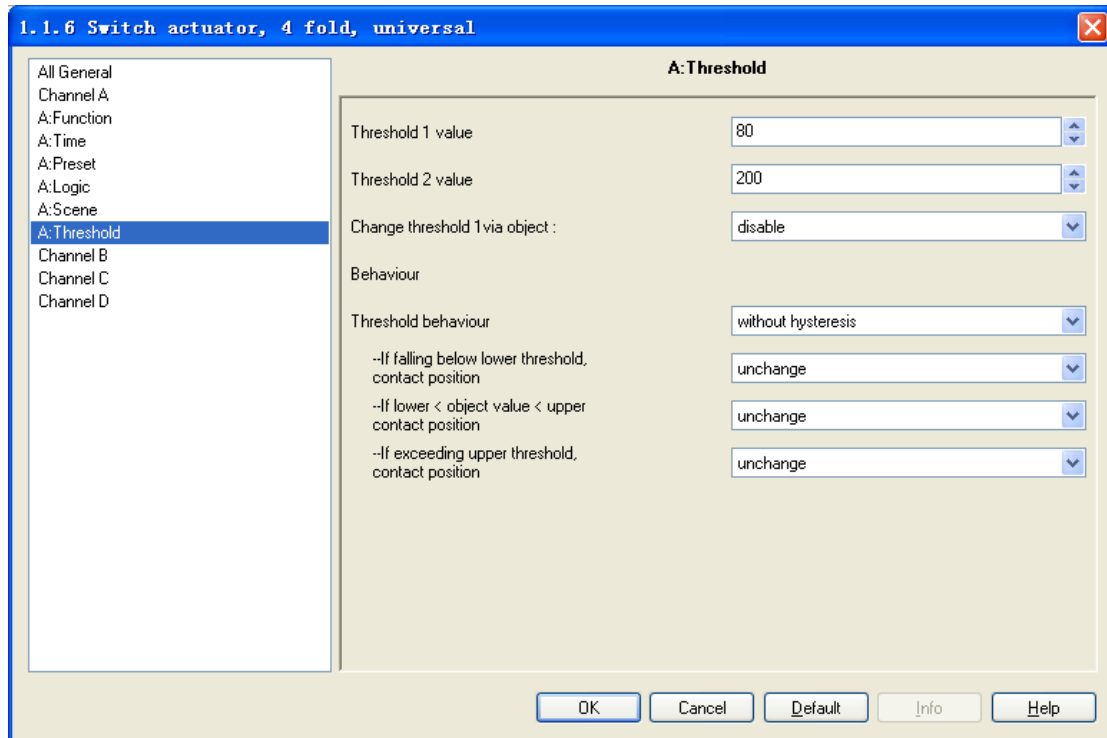 1.1.6 Switch actuator, 4 fold, universal
All General
Channel A
A:Function
A:Time
A:Preset
A:Logic
A:Scene
A:Threshold
Channel B
Channel C
Channel D
A:Threshold
Threshold 1 value
80
Threshold 2 value
200
Change threshold 1via object :
disable
Behaviour
Threshold behaviour
without hysteresis
--If falling below lower threshold,
contact position
unchange
--If lower < object value < upper
contact position
unchange
--If exceeding upper threshold,
contact position
unchange
OK
Cancel
Default
Info
Help